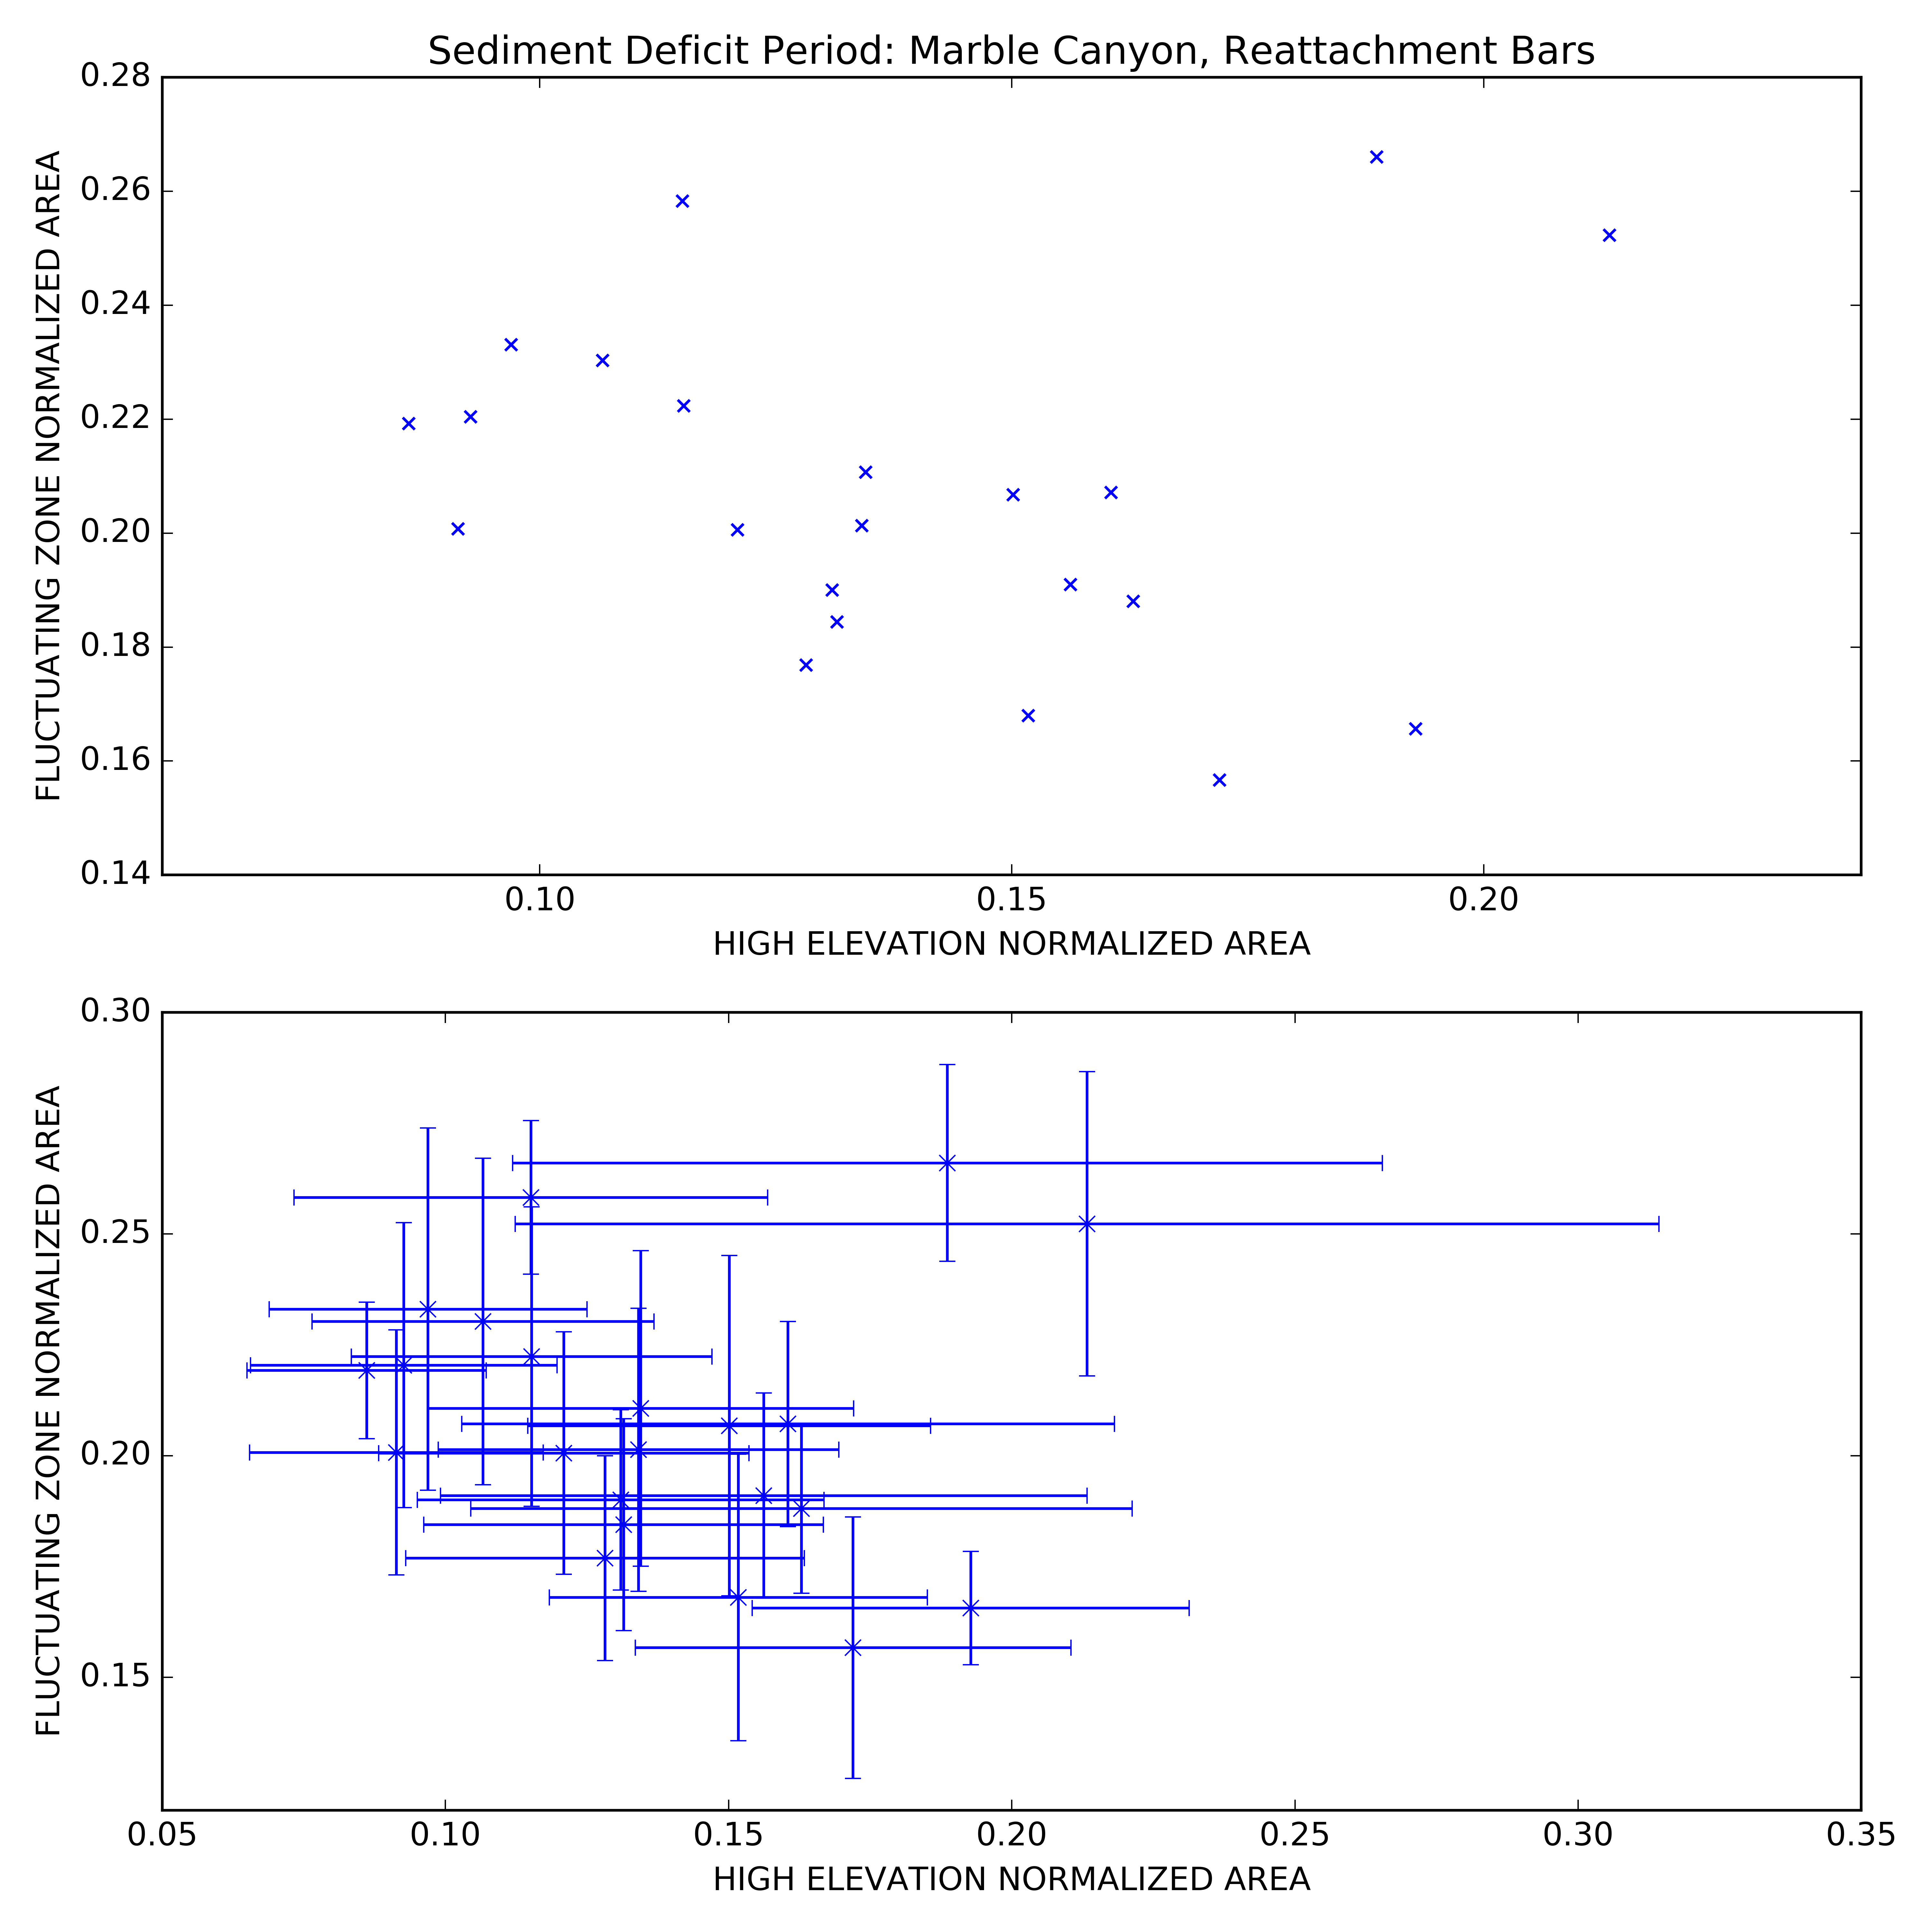 Sediment Deficit Period: Marble Canyon, Reattachment Bars
0.28
0.26
0.24
0.22
0.20
0.18
0.16
0.14
FLUCTUATING ZONE NORMALIZED AREA
0.10 0.15 0.20
HIGH ELEVATION NORMALIZED AREA
0.30
0.25
0.20
0.15
FLUCTUATING ZONE NORMALIZED AREA
0.05 0.10 0.15 0.20 0.25 0.30 0.35
HIGH ELEVATION NORMALIZED AREA